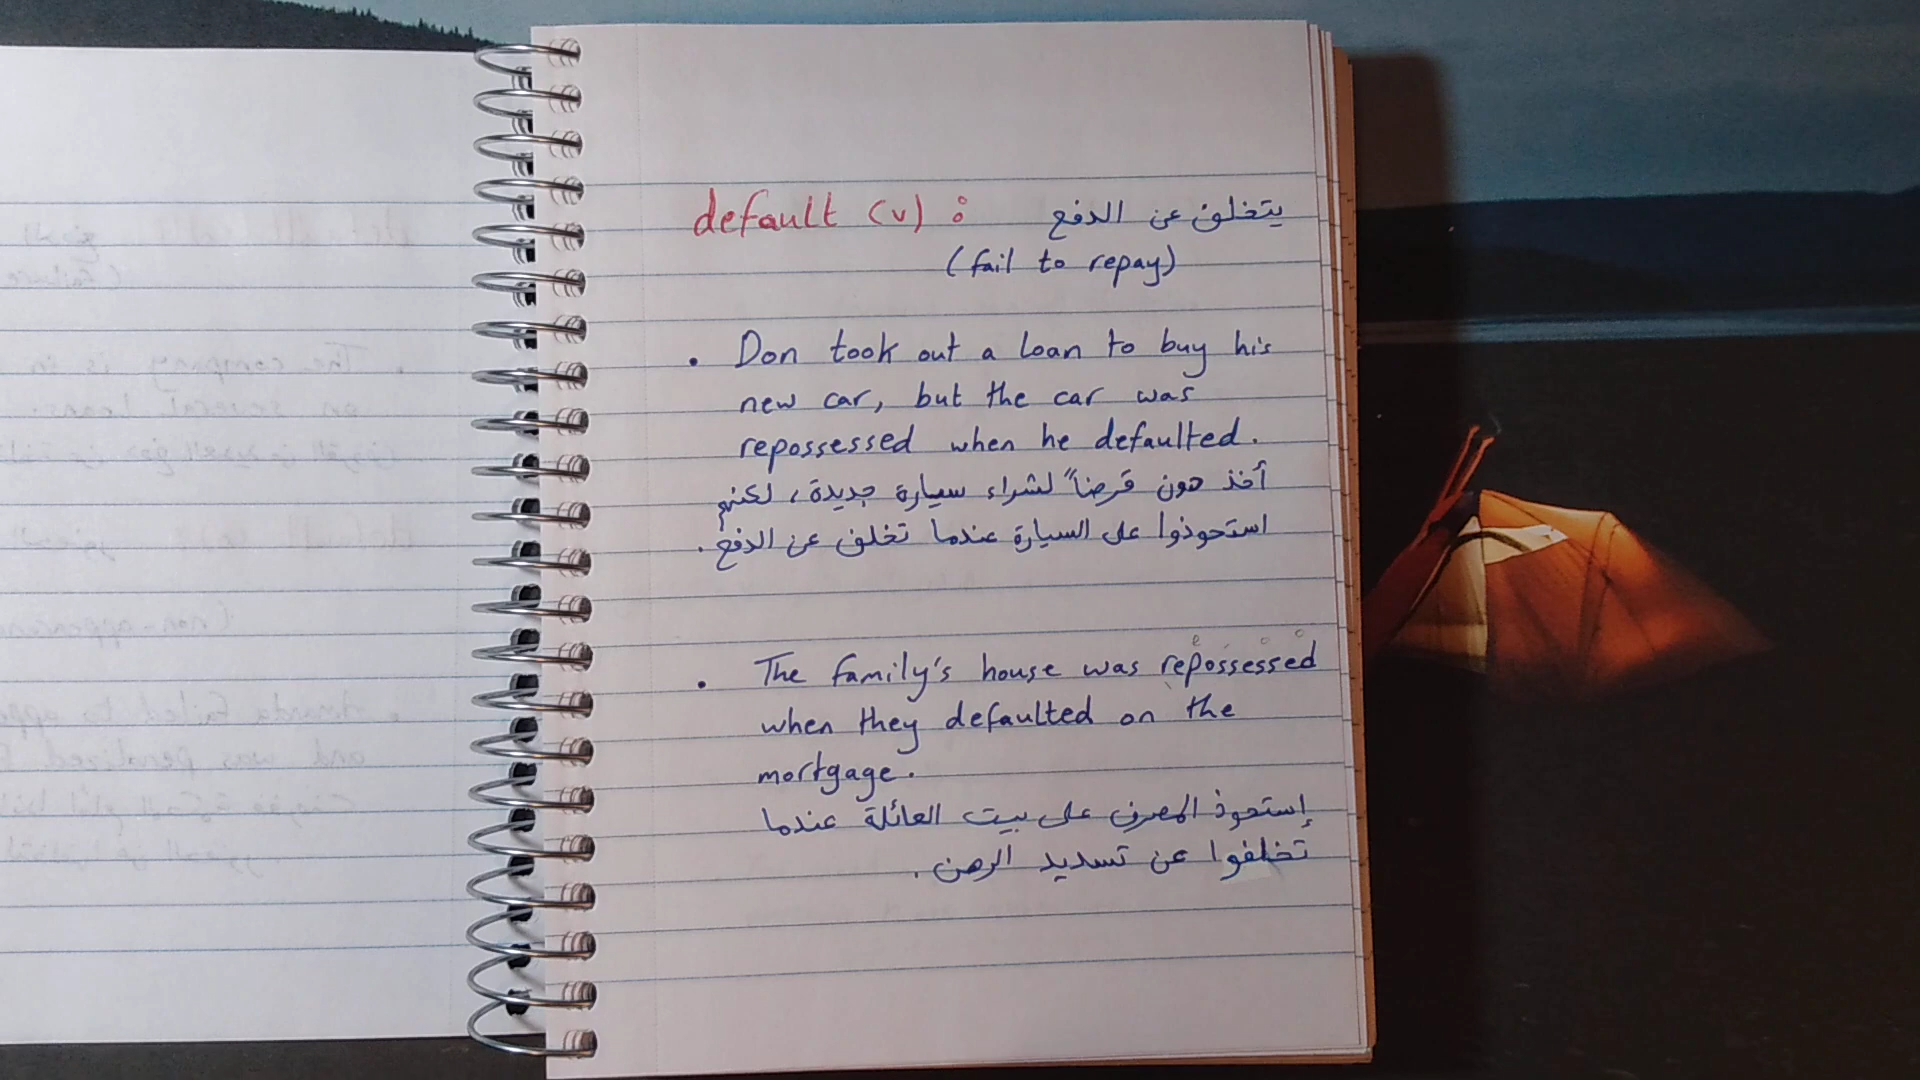 default (v) : يتخلف عن الدفع
(fail to repay)
• Don took out a loan to buy his
new car, but the car was
repossessed when he defaulted.
أخذ هون قرضاً لشراء سيارة جديدة، لكنهم
استحوذوا على السيارة عندما تخلف عن الدفع.
• The family's house was repossessed
when they defaulted on the
mortgage.
إستحوذ المصرف على بيت العائلة عندما
تخلفوا عن تسديد الرهن.